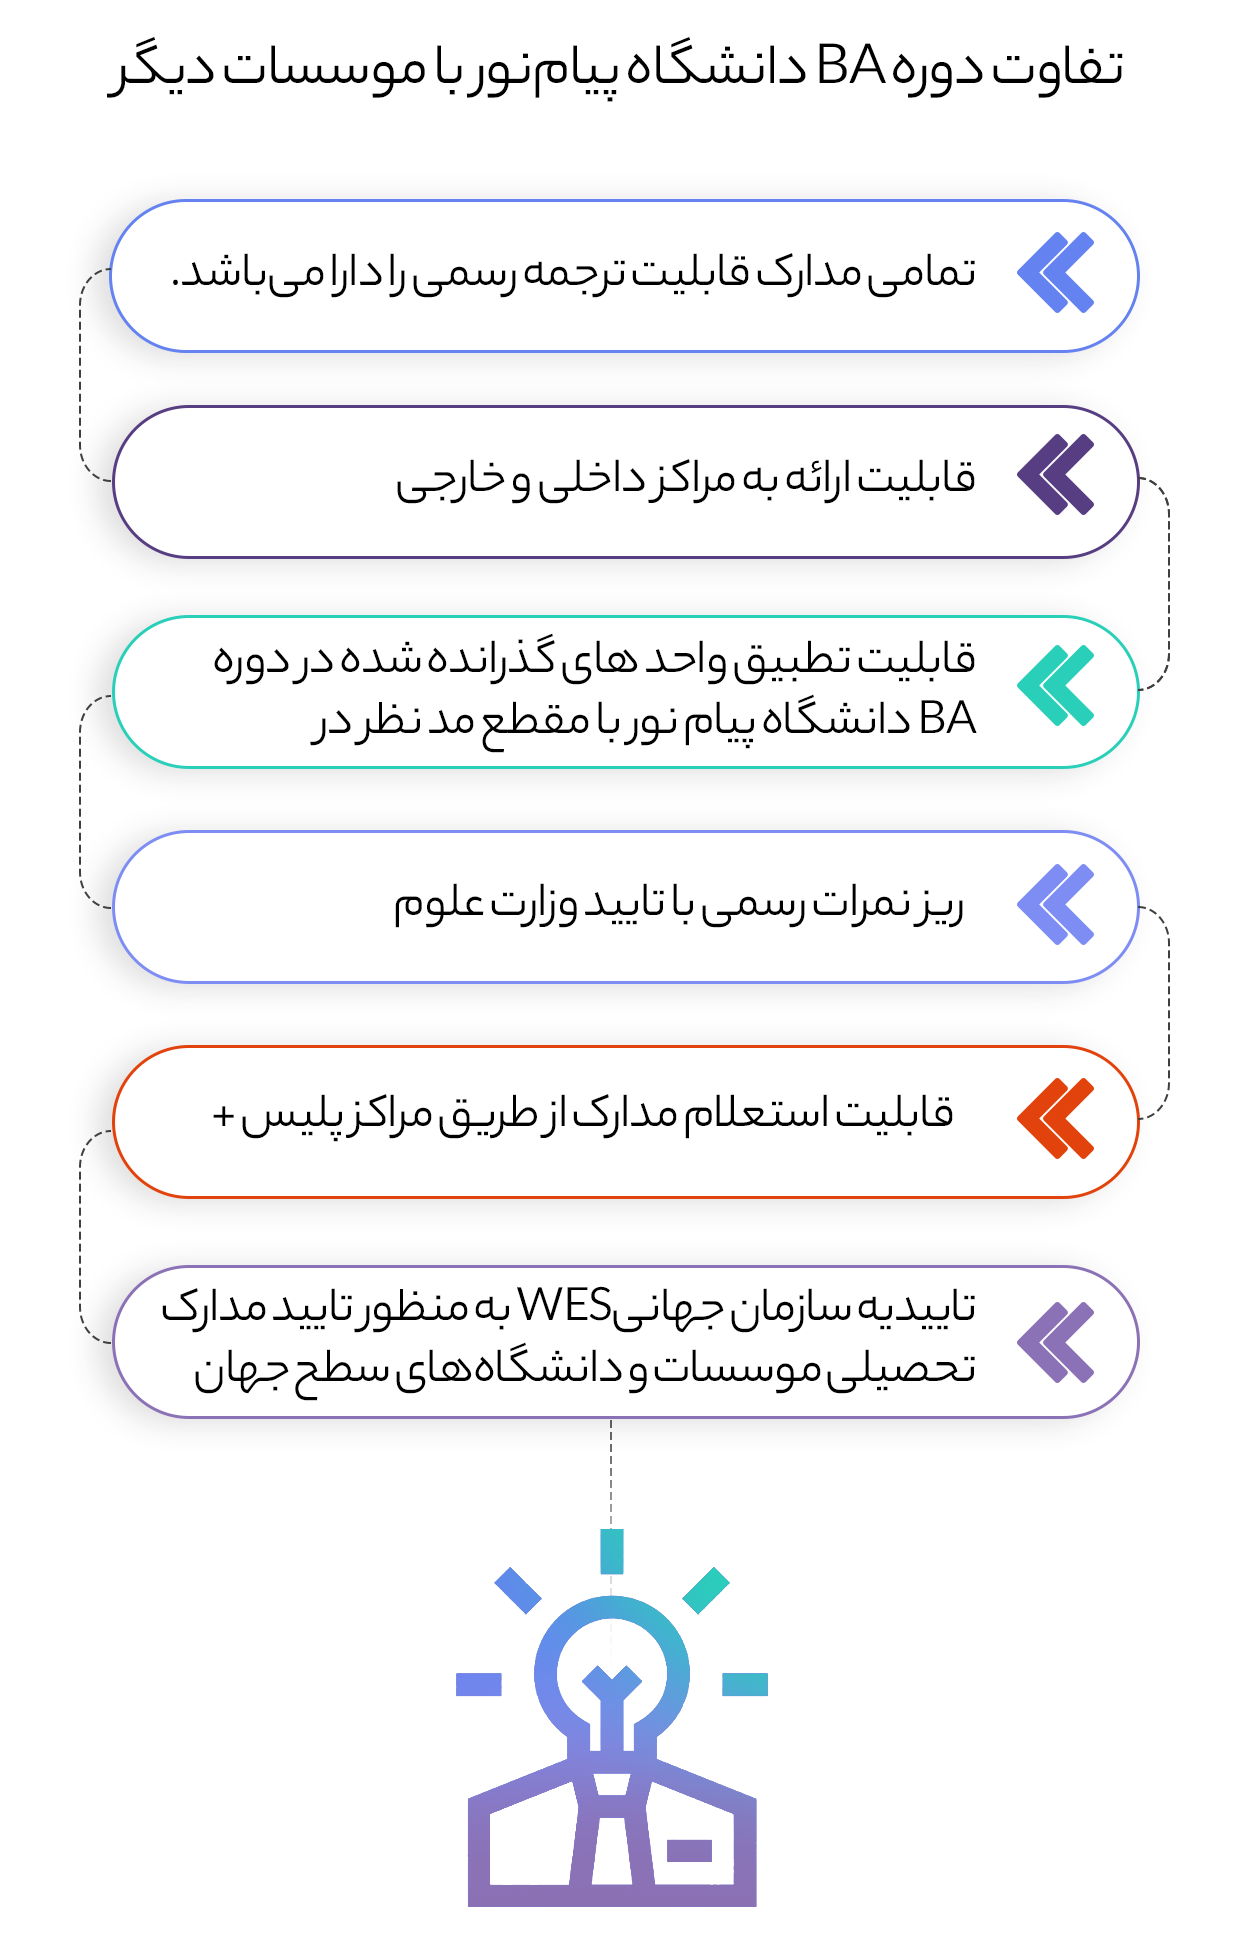 تفاوت دوره BA دانشگاه پیام‌نور با موسسات دیگر
تمامی مدارک قابلیت ترجمه رسمی را دارا می‌باشد.
قابلیت ارائه به مراکز داخلی و خارجی
قابلیت تطبیق واحد های گذرانده شده در دوره
BA دانشگاه پیام نور با مقطع مد نظر در
ریز نمرات رسمی با تایید وزارت علوم
قابلیت استعلام مدارک از طریق مراکز پلیس +
تاییدیه سازمان جهانیWES به منظور تایید مدارک
تحصیلی موسسات و دانشگاه‌های سطح جهان